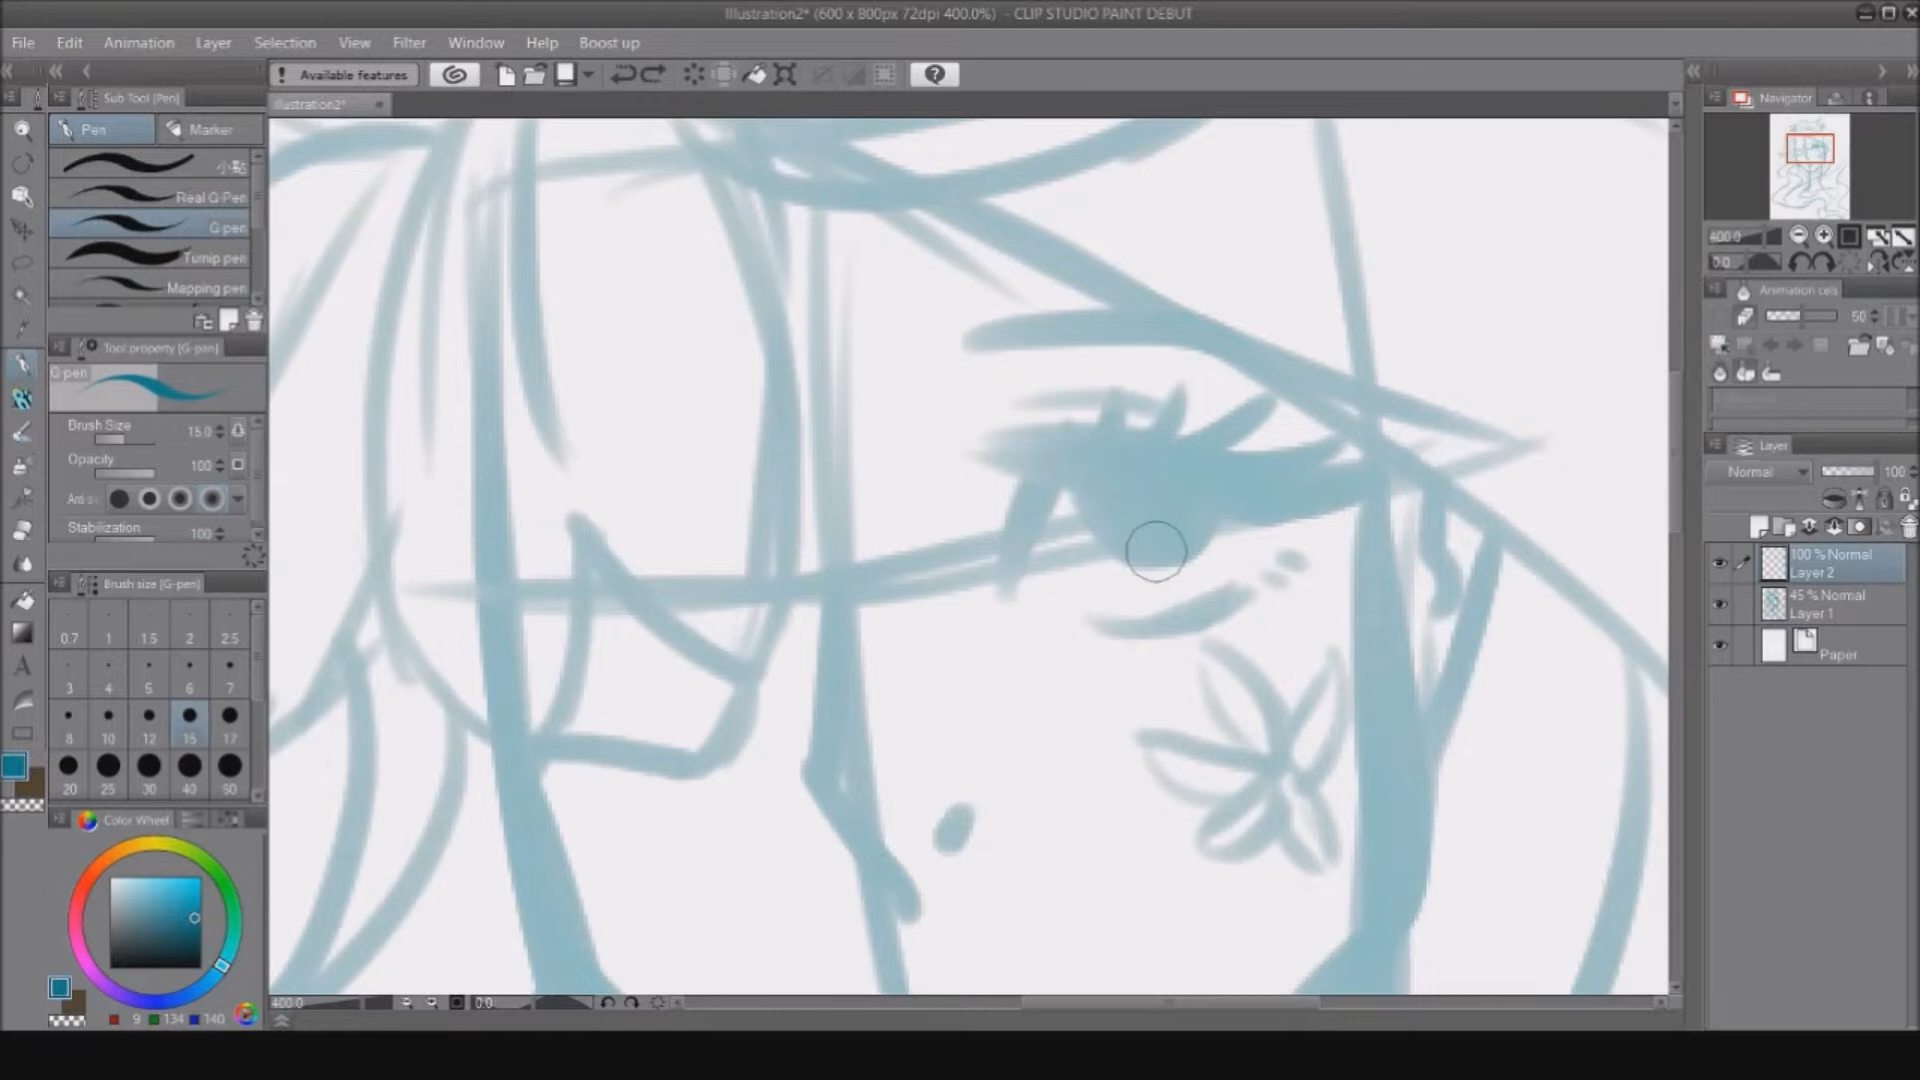 Illustration2* (600 x 800px 72dpi 400.0%) - CLIP STUDIO PAINT DEBUT
File Edit Animation Layer Selection View Filter Window Help Boost up
! Available features ?
Sub Tool [Pen]
Illustration2*
Navigator
Pen Marker
Real G-Pen
G-pen
Turnip pen
Mapping pen
400.0
0.0
Animation cels
50
Tool property [G-pen]
G-pen
Brush Size 15.0
Opacity 100
Stabilization 100
Layer
Normal 100
100 % Normal
Layer 2
45 % Normal
Layer 1
Paper
Brush size [G-pen]
0.7 1 1.5 2 2.5
3 4 5 6 7
8 10 12 15 17
20 25 30 40 50
Color Wheel
9 134 140
400.0 0.0